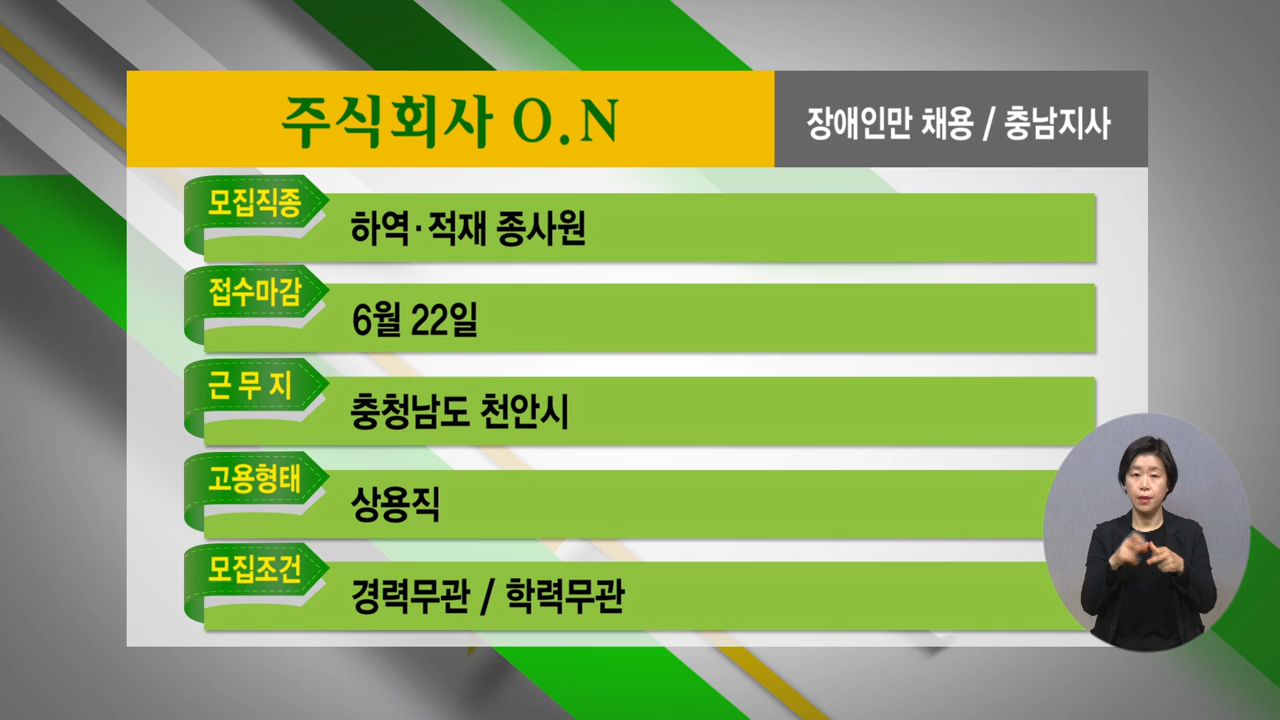 주식회사 O.N
장애인만 채용 / 충남지사
모집직종
하역·적재 종사원
접수마감
6월 22일
근 무 지
충청남도 천안시
고용형태
상용직
모집조건
경력무관 / 학력무관